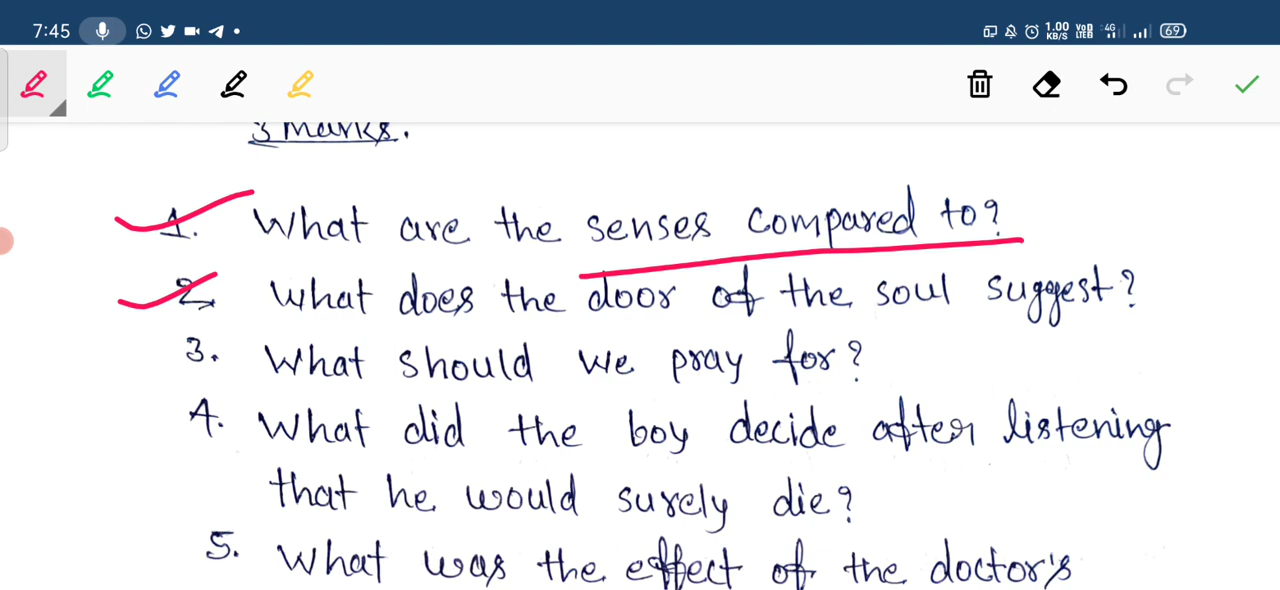 7:45
1.00 KB/S VoD LTEB 4G 69
3 marks.
1. What are the senses compared to?
2. What does the door of the soul suggest?
3. What should we pray for?
4. What did the boy decide after listening
that he would surely die?
5. What was the effect of the doctor's